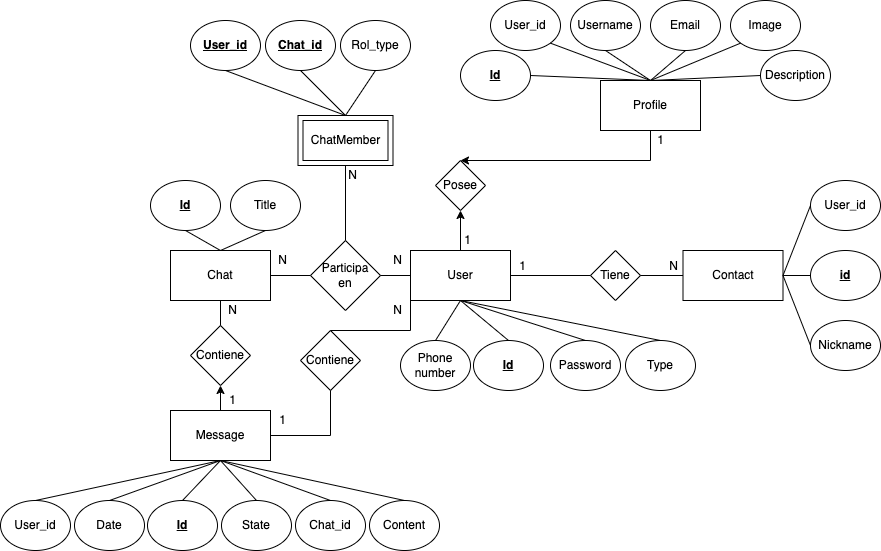 User_id
Username
Email
Image
User_id
Chat_id
Rol_type
Id
Description
Profile
ChatMember
1
N
Posee
Id
Title
User_id
1
N
N
Chat
Participa
en
User
1
Tiene
N
Contact
id
N
N
Contiene
Contiene
Phone
number
Id
Password
Type
Nickname
1
1
Message
User_id
Date
Id
State
Chat_id
Content